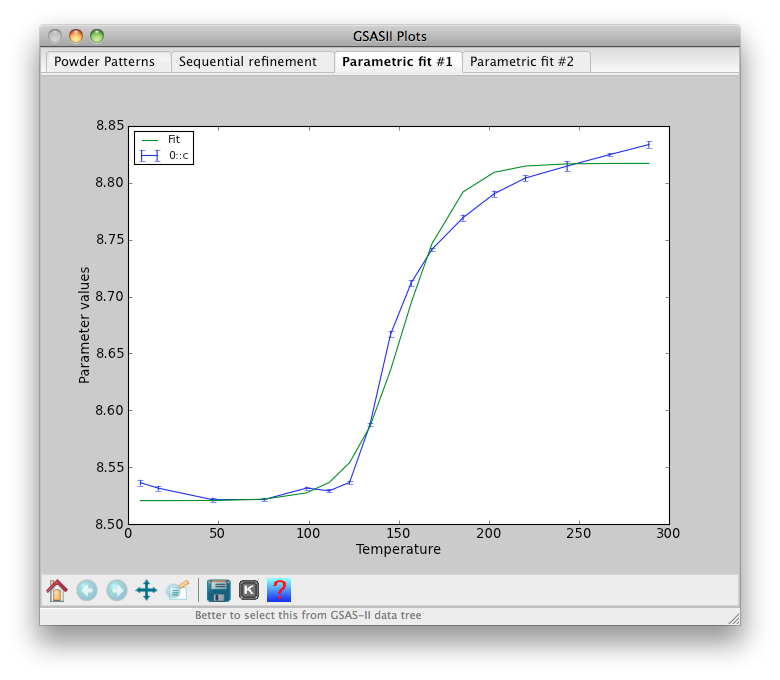 GSASII Plots
Powder Patterns Sequential refinement Parametric fit #1 Parametric fit #2
8.85
8.80
8.75
8.70
8.65
8.60
8.55
8.50
Parameter values
Fit
0::c
0 50 100 150 200 250 300
Temperature
K ?
Better to select this from GSAS-II data tree